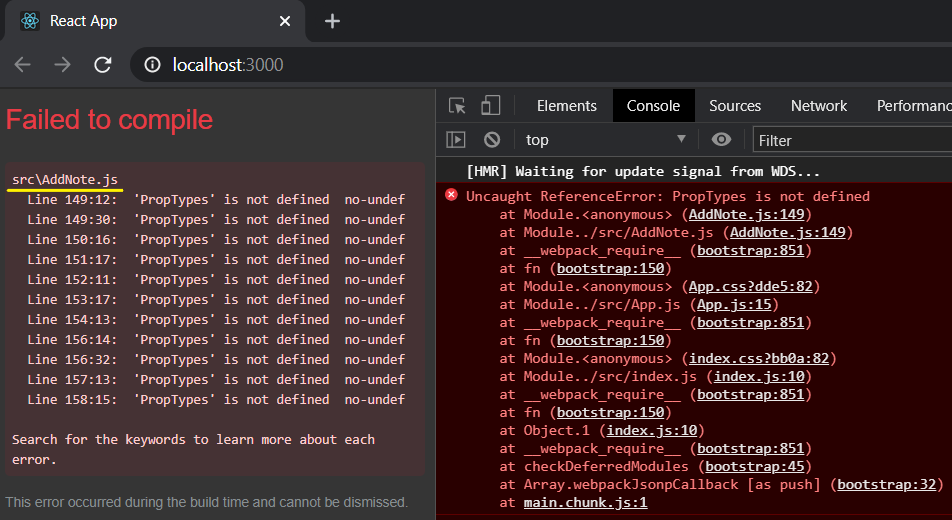 React App
localhost:3000
Failed to compile
src\AddNote.js
Line 149:12:  'PropTypes' is not defined  no-undef
Line 149:30:  'PropTypes' is not defined  no-undef
Line 150:16:  'PropTypes' is not defined  no-undef
Line 151:17:  'PropTypes' is not defined  no-undef
Line 152:11:  'PropTypes' is not defined  no-undef
Line 153:17:  'PropTypes' is not defined  no-undef
Line 154:13:  'PropTypes' is not defined  no-undef
Line 156:14:  'PropTypes' is not defined  no-undef
Line 156:32:  'PropTypes' is not defined  no-undef
Line 157:13:  'PropTypes' is not defined  no-undef
Line 158:15:  'PropTypes' is not defined  no-undef
Search for the keywords to learn more about each
error.
This error occurred during the build time and cannot be dismissed.
Elements Console Sources Network Performanc
top Filter
[HMR] Waiting for update signal from WDS...
Uncaught ReferenceError: PropTypes is not defined
at Module.<anonymous> (AddNote.js:149)
at Module../src/AddNote.js (AddNote.js:149)
at __webpack_require__ (bootstrap:851)
at fn (bootstrap:150)
at Module.<anonymous> (App.css?dde5:82)
at Module../src/App.js (App.js:15)
at __webpack_require__ (bootstrap:851)
at fn (bootstrap:150)
at Module.<anonymous> (index.css?bb0a:82)
at Module../src/index.js (index.js:10)
at __webpack_require__ (bootstrap:851)
at fn (bootstrap:150)
at Object.1 (index.js:10)
at __webpack_require__ (bootstrap:851)
at checkDeferredModules (bootstrap:45)
at Array.webpackJsonpCallback [as push] (bootstrap:32)
at main.chunk.js:1